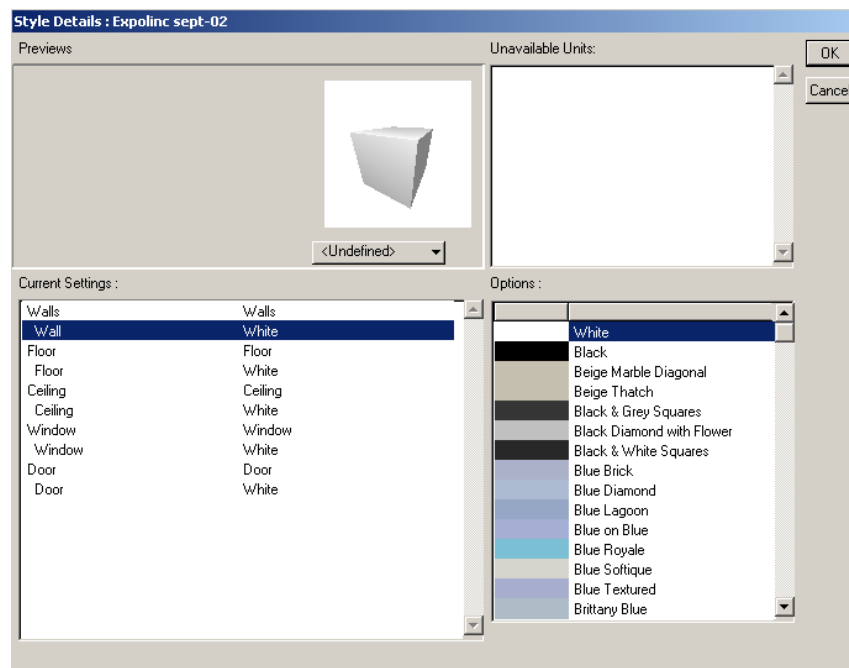 Style Details : Expolinc sept-02
Previews
Unavailable Units:
OK
Cance
<Undefined>
Current Settings :
Options :
Walls Walls
Wall White
Floor Floor
Floor White
Ceiling Ceiling
Ceiling White
Window Window
Window White
Door Door
Door White
White
Black
Beige Marble Diagonal
Beige Thatch
Black & Grey Squares
Black Diamond with Flower
Black & White Squares
Blue Brick
Blue Diamond
Blue Lagoon
Blue on Blue
Blue Royale
Blue Softique
Blue Textured
Brittany Blue